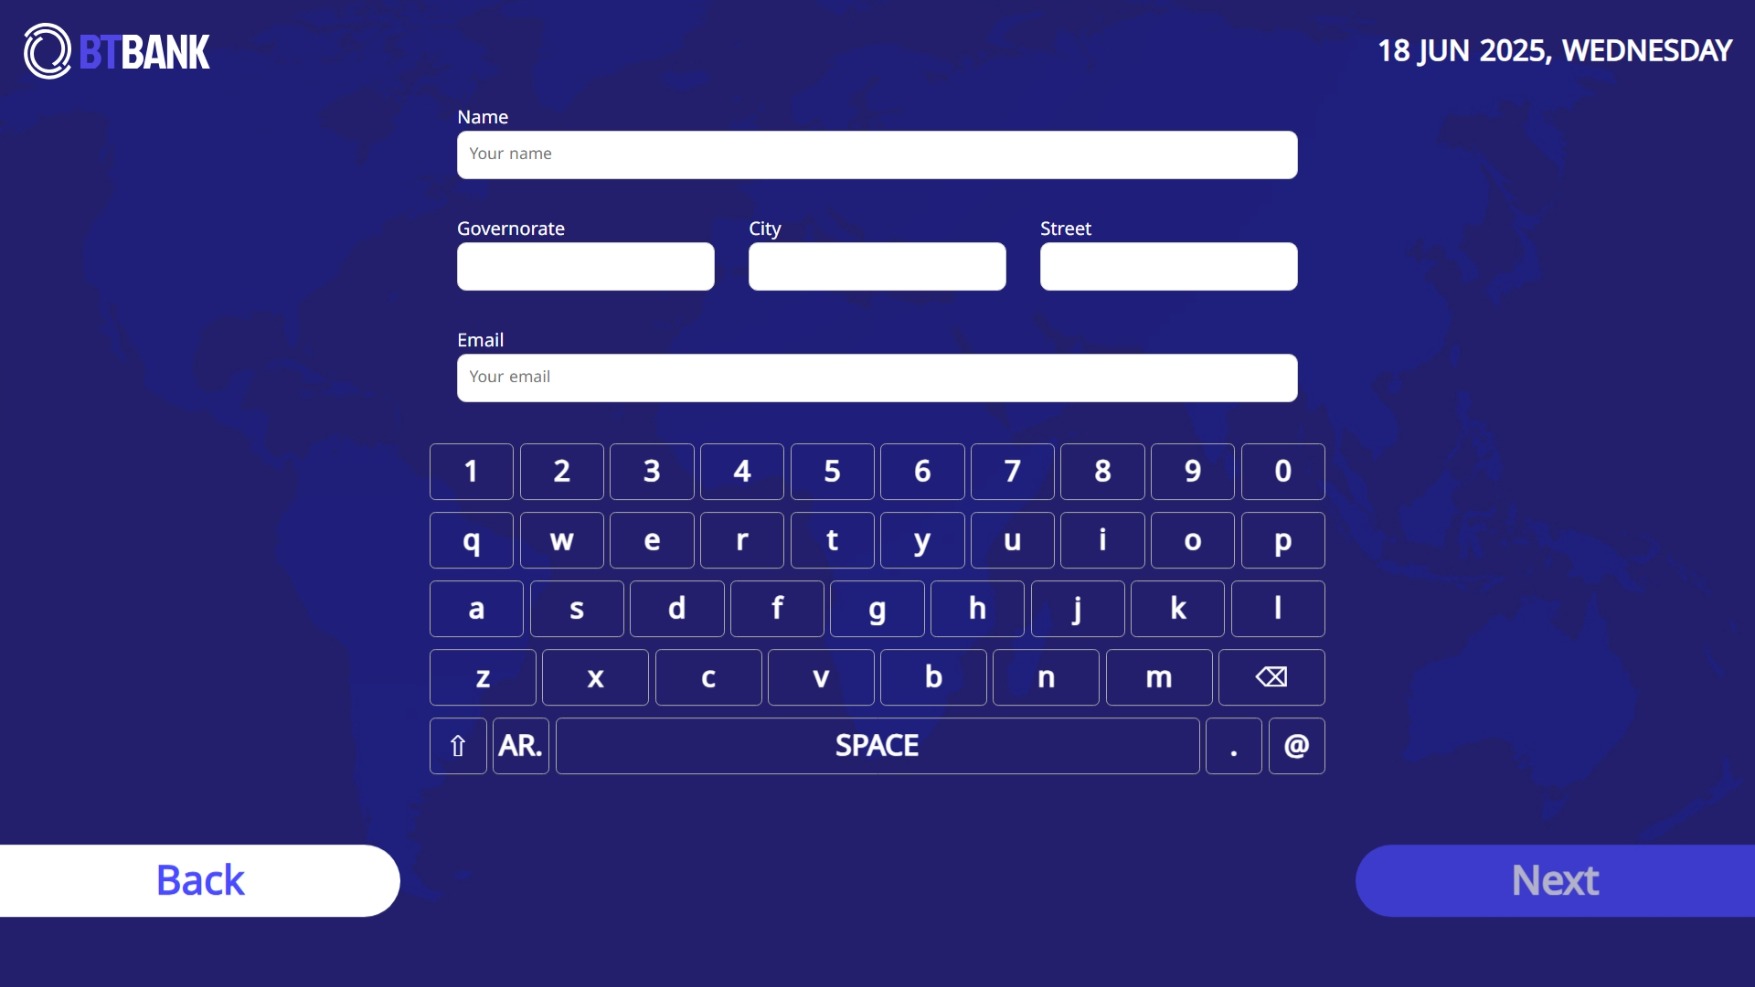 BTBANK
18 JUN 2025, WEDNESDAY
Name
Your name
Governorate City Street
Email
Your email
1 2 3 4 5 6 7 8 9 0
q w e r t y u i o p
a s d f g h j k l
z x c v b n m ⌫
⇧ AR. SPACE . @
Back Next